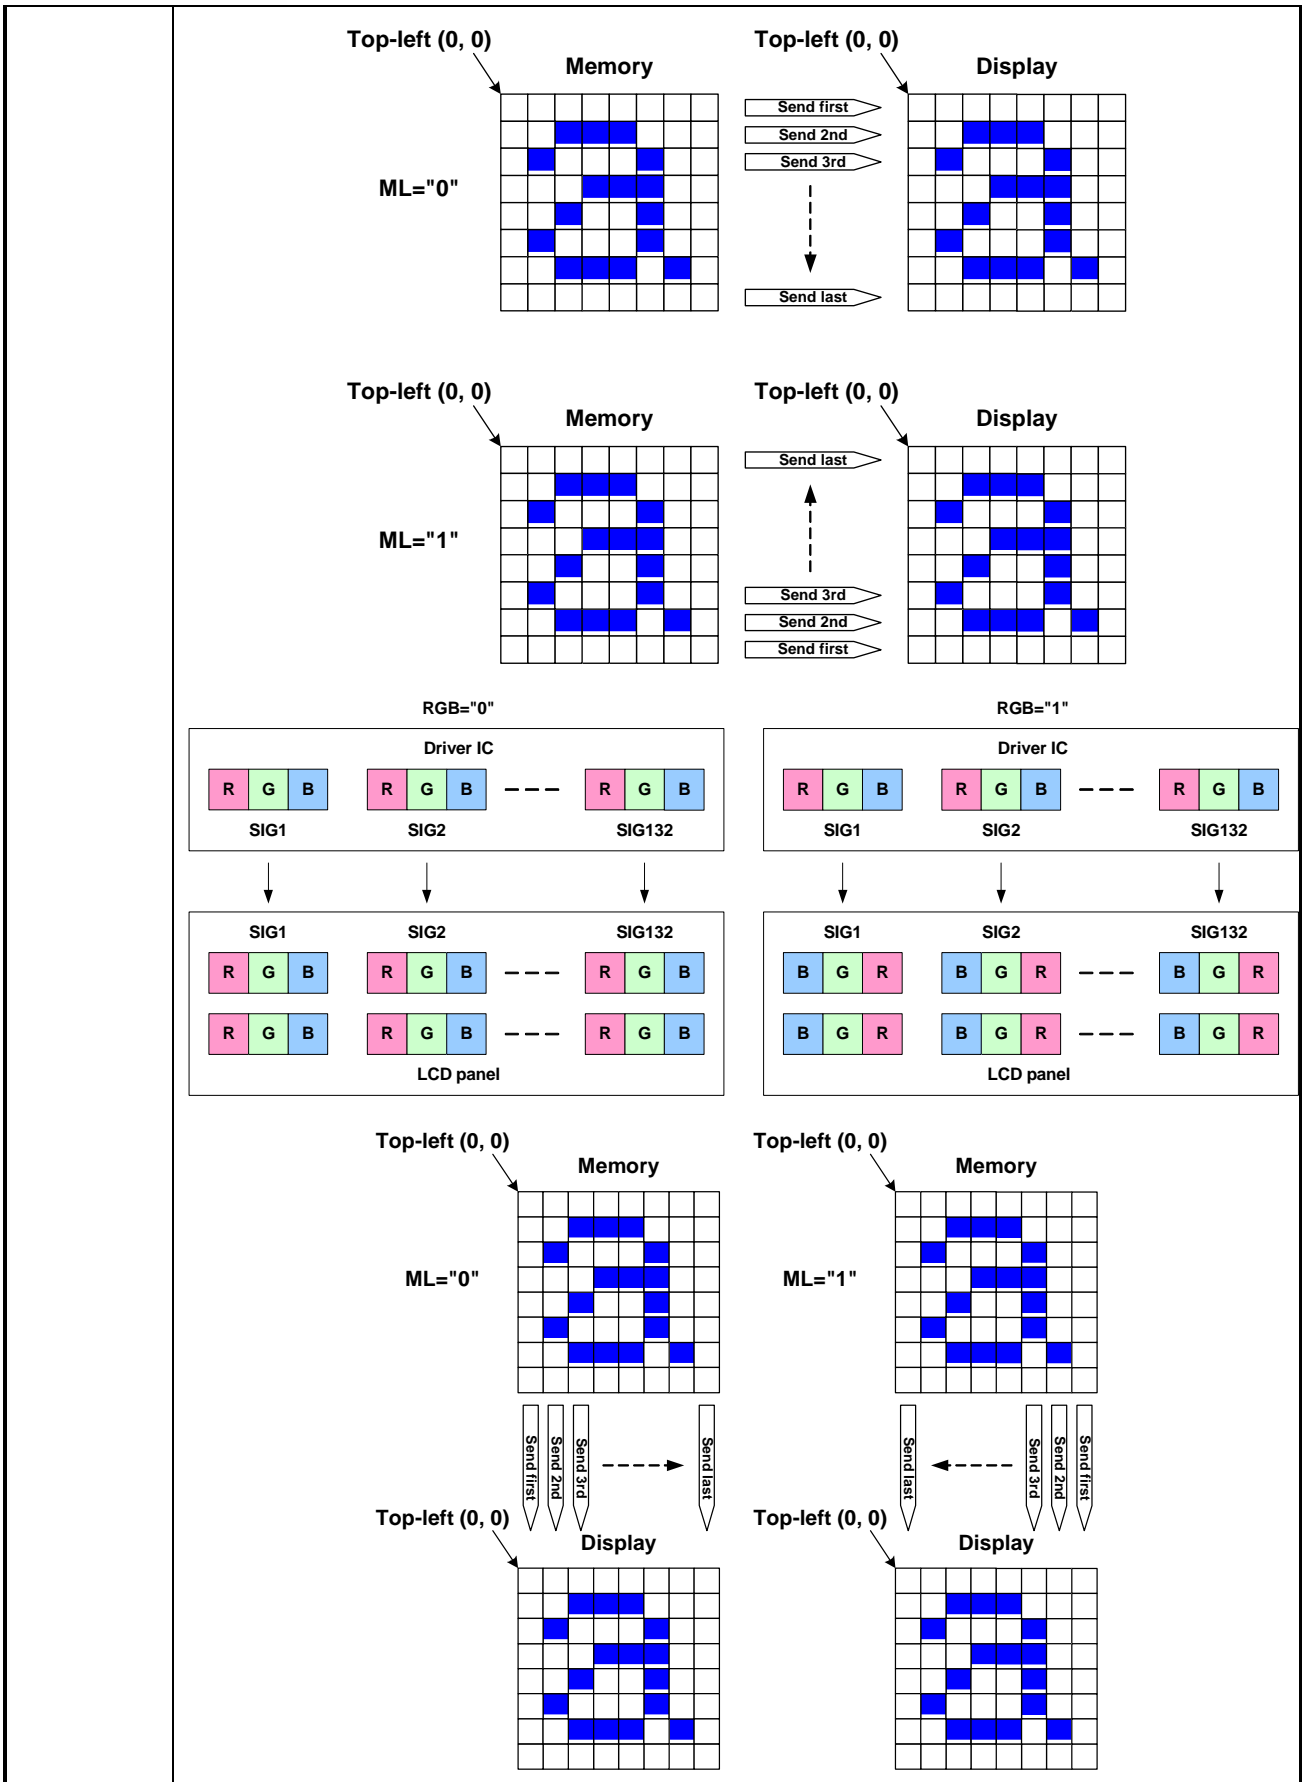 Top-left (0, 0) Top-left (0, 0)
Memory Display
Send first
Send 2nd
Send 3rd
ML="0"
Send last
Top-left (0, 0) Top-left (0, 0)
Memory Display
Send last
ML="1"
Send 3rd
Send 2nd
Send first
RGB="0" RGB="1"
Driver IC Driver IC
R G B R G B R G B R G B R G B R G B
SIG1 SIG2 SIG132 SIG1 SIG2 SIG132
SIG1 SIG2 SIG132 SIG1 SIG2 SIG132
R G B R G B R G B B G R B G R B G R
R G B R G B R G B B G R B G R B G R
LCD panel LCD panel
Top-left (0, 0) Top-left (0, 0)
Memory Memory
ML="0" ML="1"
Send first
Send 2nd
Send 3rd
Send last
Send last
Send 3rd
Send 2nd
Send first
Top-left (0, 0) Top-left (0, 0)
Display Display